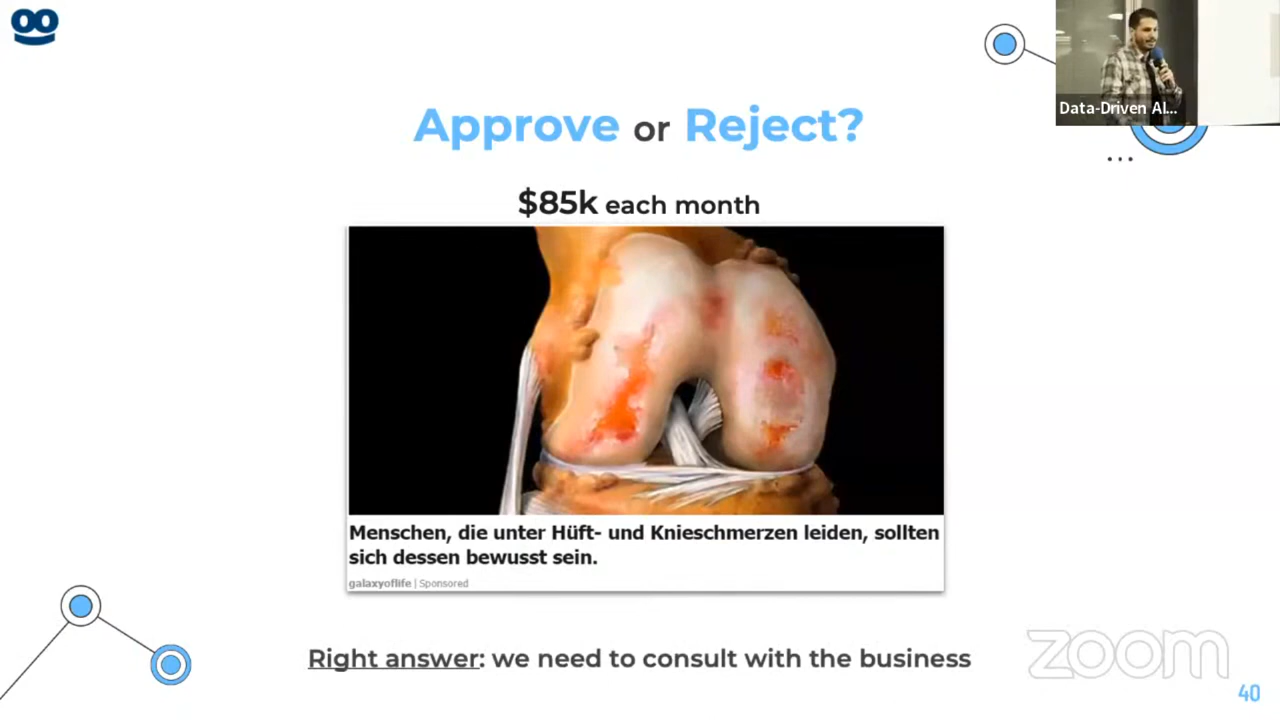 Data-Driven AI...
Approve or Reject?
$85k each month
Menschen, die unter Hüft- und Knieschmerzen leiden, sollten
sich dessen bewusst sein.
galaxyoflife | Sponsored
Right answer: we need to consult with the business
zoom
40